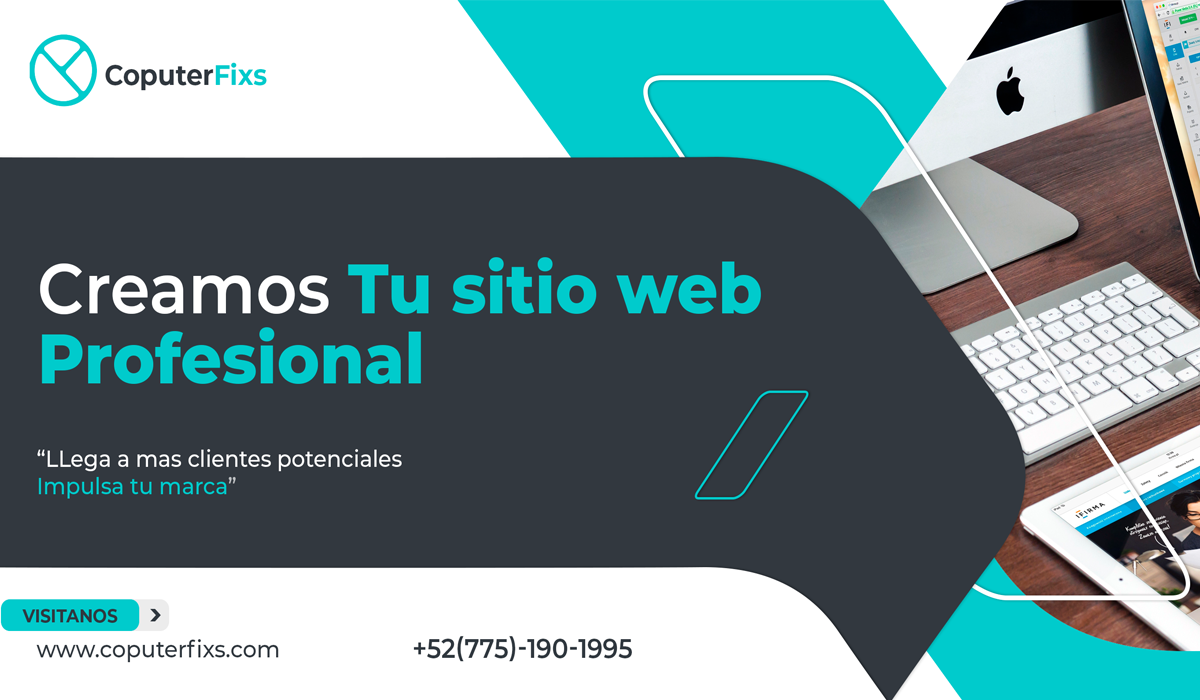 CoputerFixs
Creamos Tu sitio web
Profesional
“LLega a mas clientes potenciales
Impulsa tu marca”
VISITANOS
www.coputerfixs.com
+52(775)-190-1995
IFIRMA